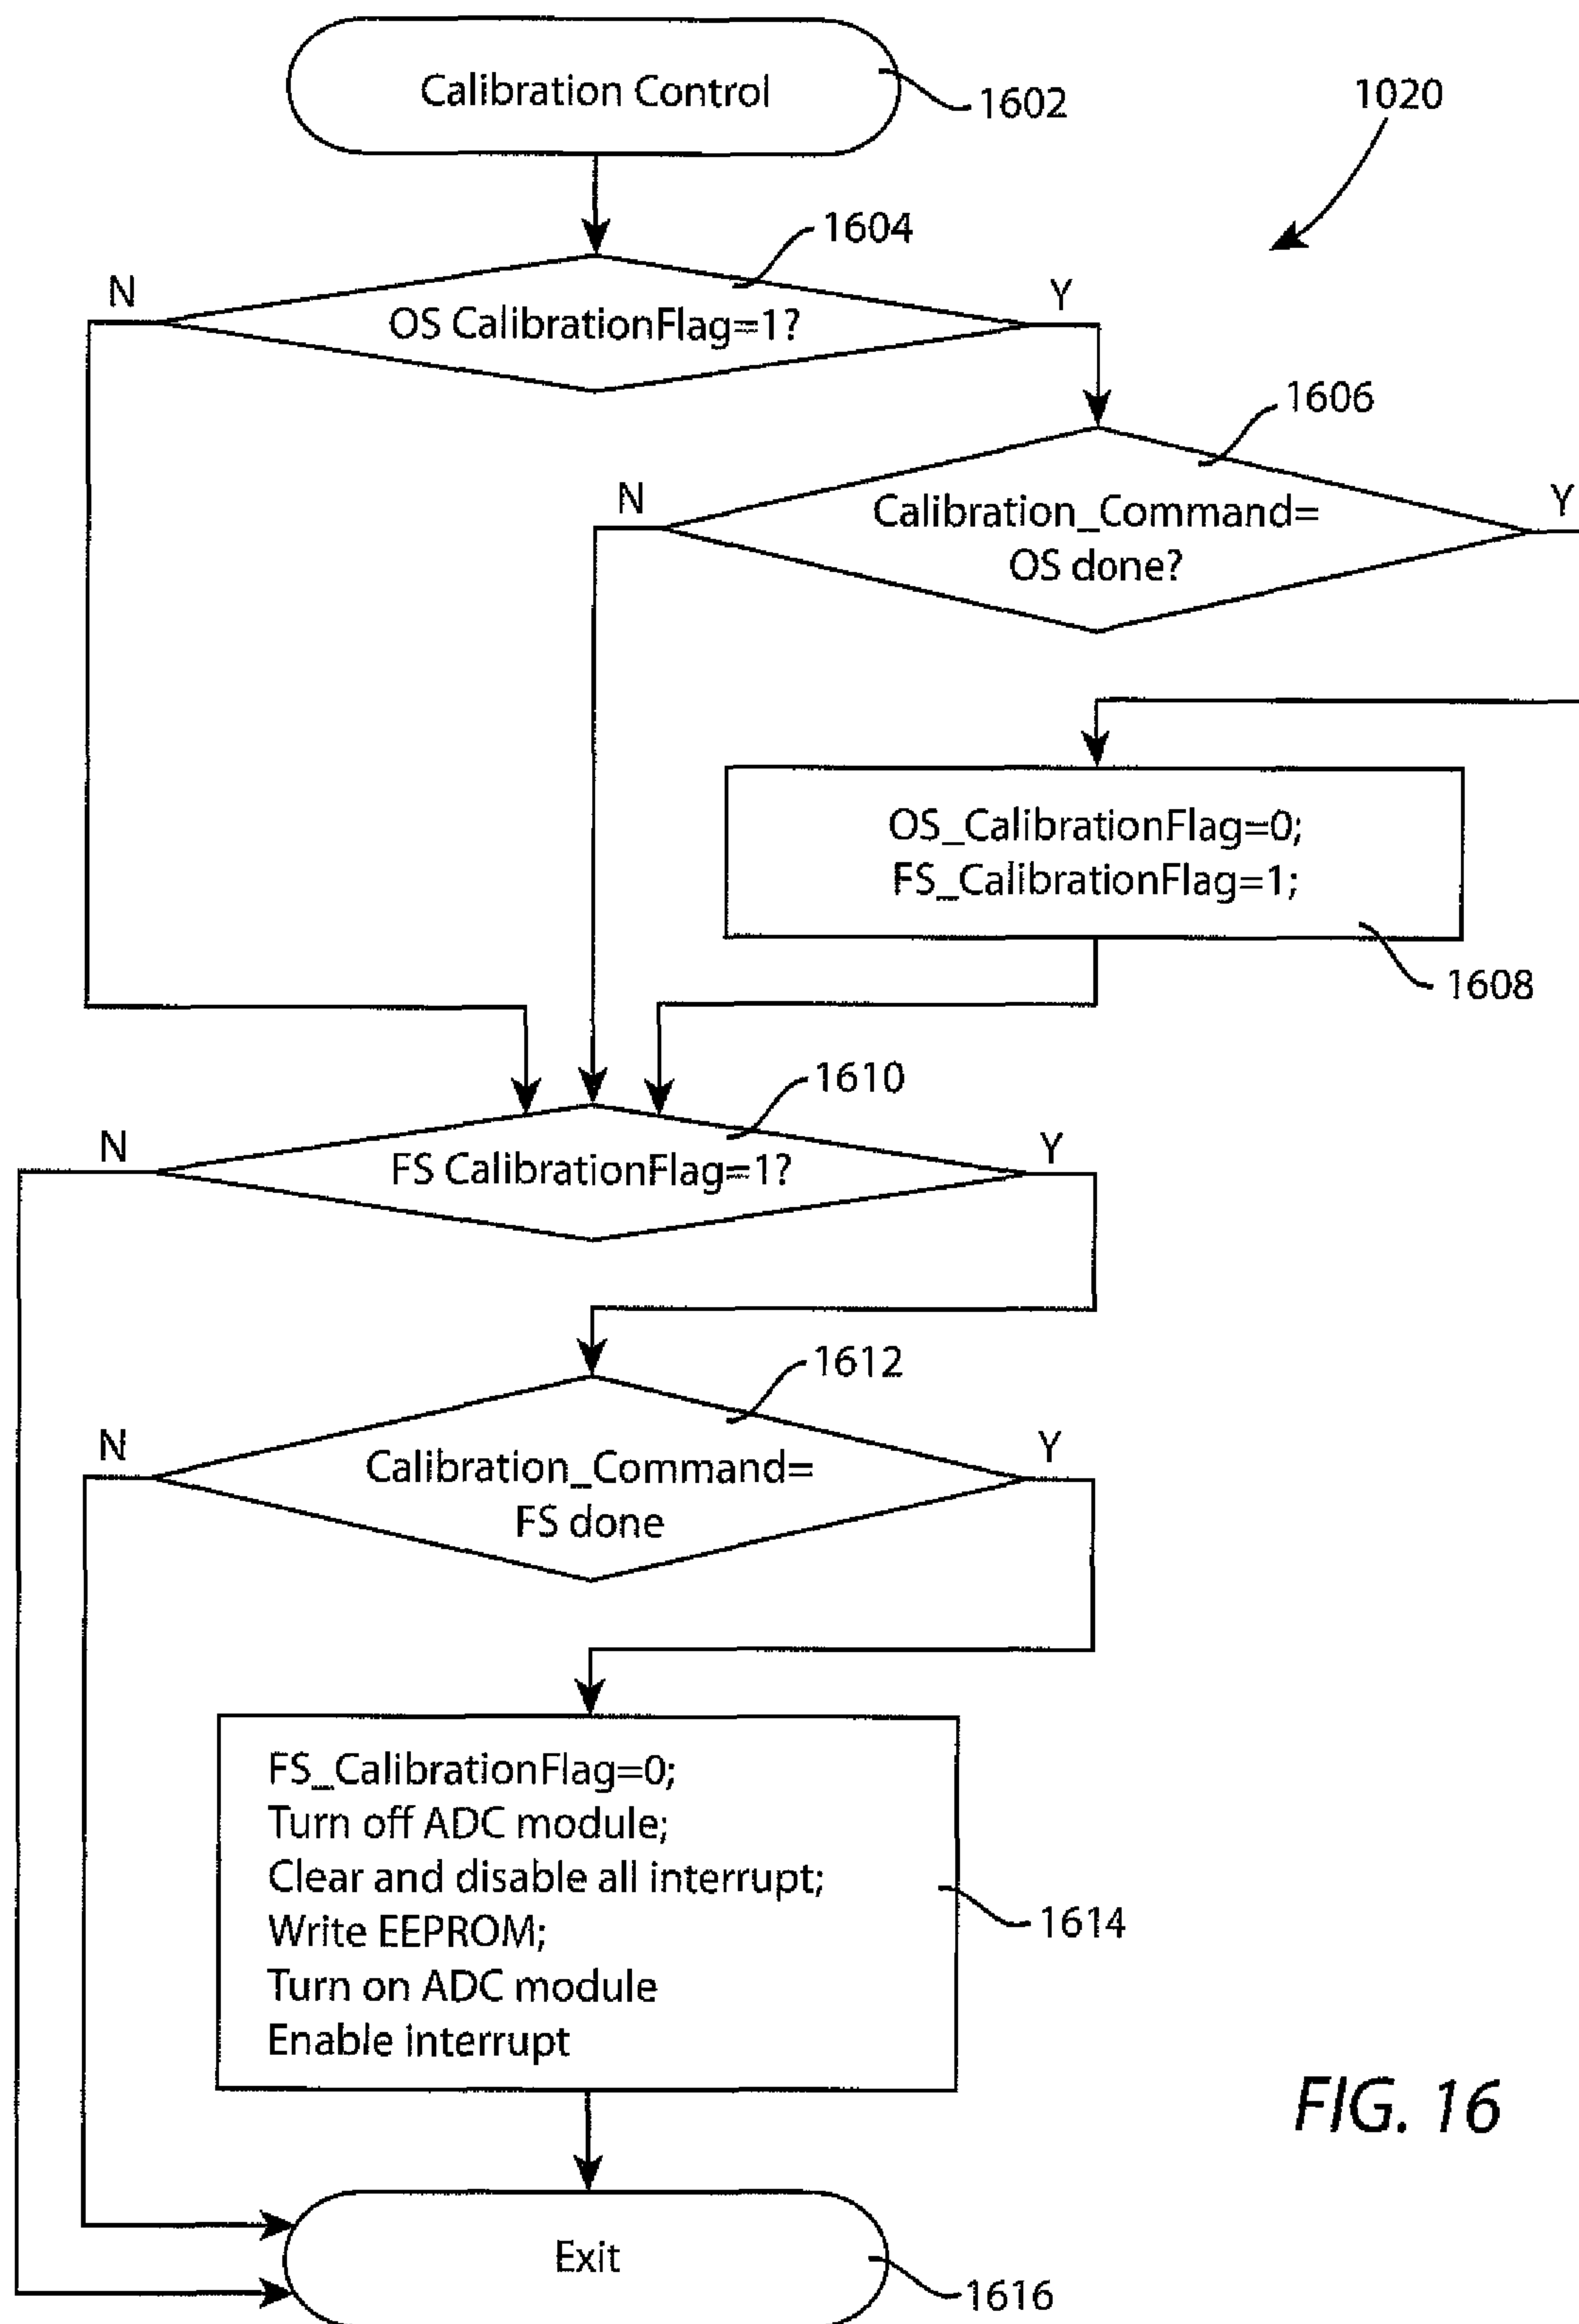 Calibration Control
1602
1020
1604
N
Y
OS CalibrationFlag=1?
1606
N
Y
Calibration_Command=
OS done?
OS_CalibrationFlag=0;
FS_CalibrationFlag=1;
1608
1610
N
Y
FS CalibrationFlag=1?
1612
N
Y
Calibration_Command=
FS done
FS_CalibrationFlag=0;
Turn off ADC module;
Clear and disable all interrupt;
Write EEPROM;
Turn on ADC module
Enable interrupt
1614
FIG. 16
Exit
1616